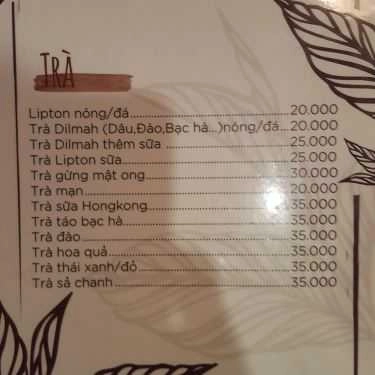 TRÀ
Lipton nóng/đá..........20.000
Trà Dilmah (Dâu,Đào,Bạc hà...)nóng/đá...20.000
Trà Dilmah thêm sữa..........25.000
Trà Lipton sữa..........25.000
Trà gừng mật ong..........30.000
Trà mạn..........20.000
Trà sữa Hongkong..........35.000
Trà táo bạc hà..........35.000
Trà đào..........35.000
Trà hoa quả..........35.000
Trà thái xanh/đỏ..........35.000
Trà sả chanh..........35.000